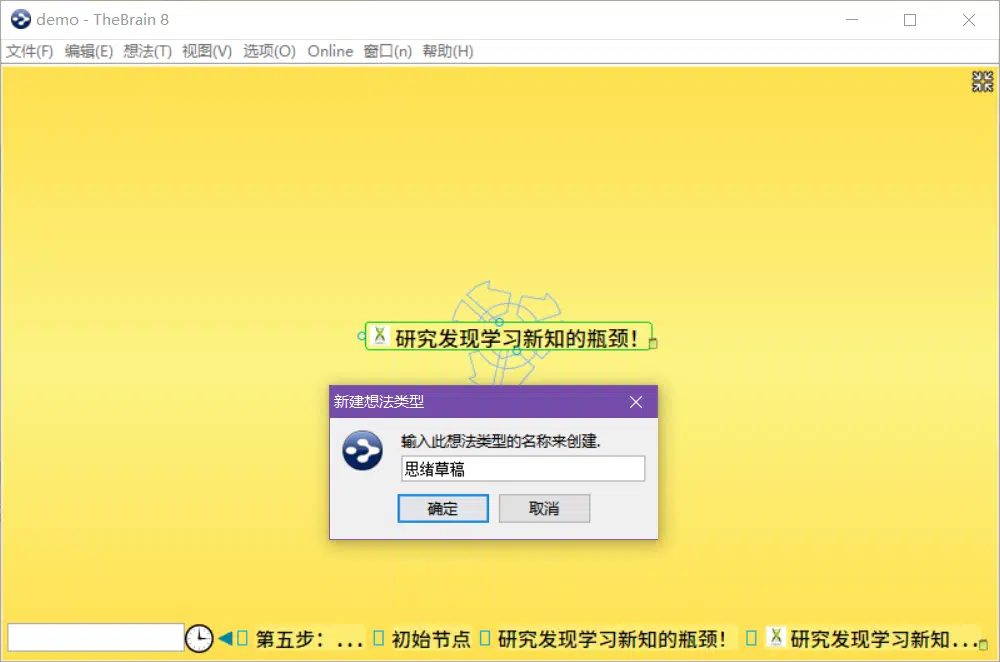 demo - TheBrain 8
文件(F) 编辑(E) 想法(T) 视图(V) 选项(O) Online 窗口(n) 帮助(H)
研究发现学习新知的瓶颈！
新建想法类型
输入此想法类型的名称来创建.
思绪草稿
确定 取消
第五步：... 初始节点 研究发现学习新知的瓶颈！ 研究发现学习新知...